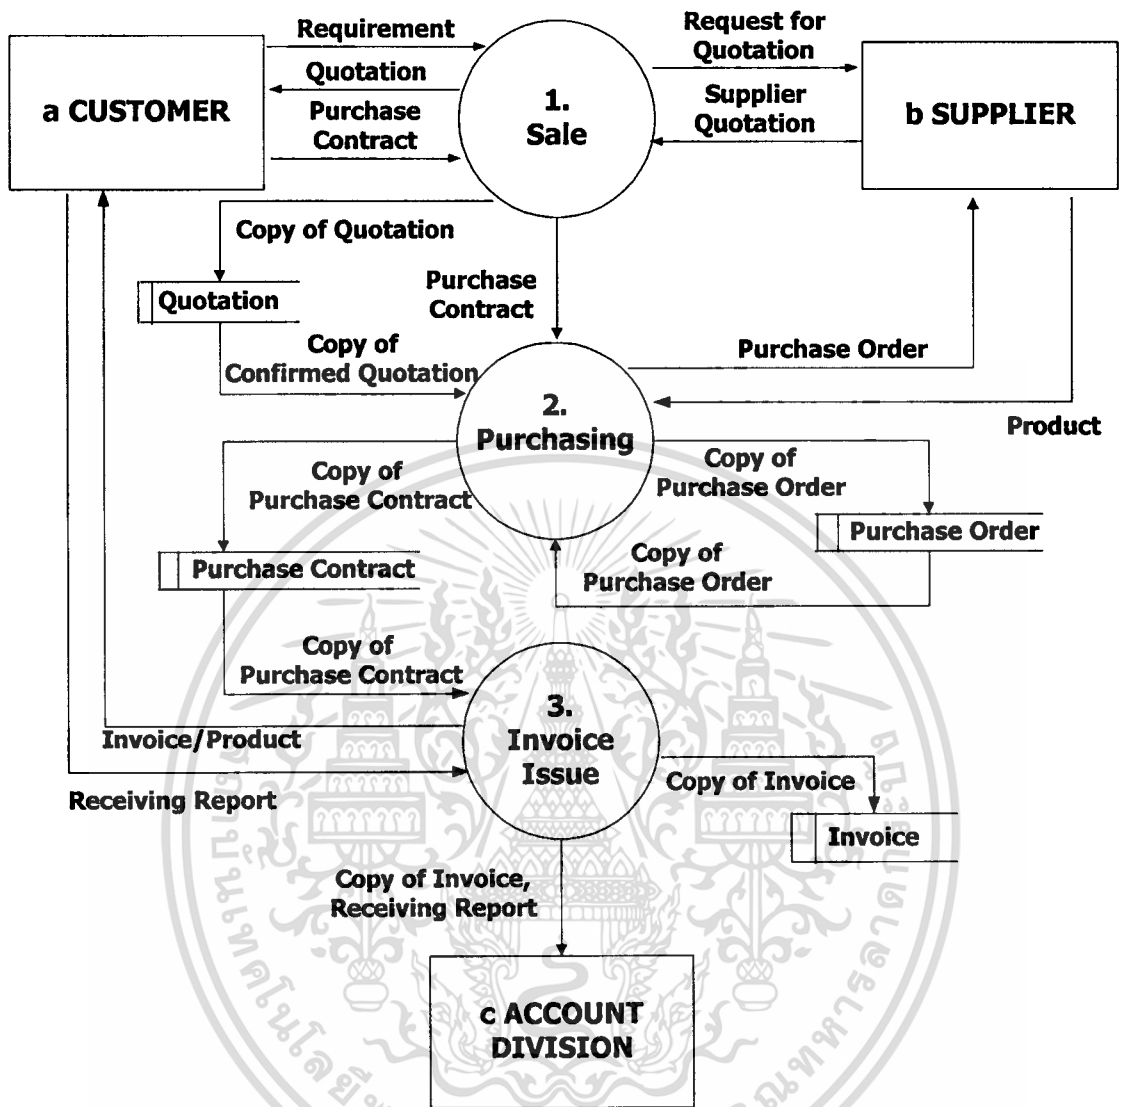 Requirement
Request for
Quotation
Quotation
a CUSTOMER
1.
Sale
Supplier
Quotation
b SUPPLIER
Purchase
Contract
Copy of Quotation
Purchase
Contract
Quotation
Copy of
Confirmed Quotation
Purchase Order
2.
Purchasing
Product
Copy of
Purchase Contract
Copy of
Purchase Order
Purchase Order
Purchase Contract
Copy of
Purchase Order
Copy of
Purchase Contract
3.
Invoice
Issue
Invoice/Product
Receiving Report
Copy of Invoice
Invoice
Copy of Invoice,
Receiving Report
c ACCOUNT
DIVISION